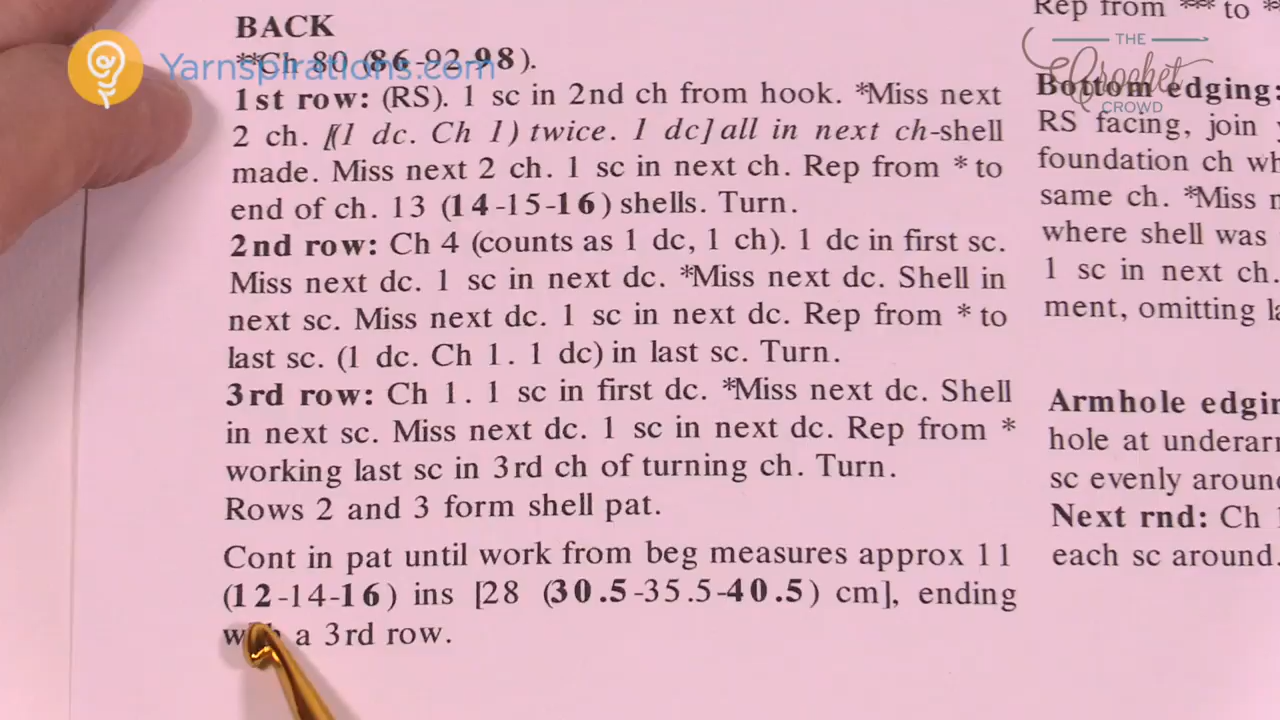 Yarnspirations.com
THE
Crochet
CROWD
BACK
**Ch 80 (86-92-98).
1st row: (RS). 1 sc in 2nd ch from hook. *Miss next
2 ch. [(1 dc. Ch 1) twice. 1 dc] all in next ch-shell
made. Miss next 2 ch. 1 sc in next ch. Rep from * to
end of ch. 13 (14-15-16) shells. Turn.
2nd row: Ch 4 (counts as 1 dc, 1 ch). 1 dc in first sc.
Miss next dc. 1 sc in next dc. *Miss next dc. Shell in
next sc. Miss next dc. 1 sc in next dc. Rep from * to
last sc. (1 dc. Ch 1. 1 dc) in last sc. Turn.
3rd row: Ch 1. 1 sc in first dc. *Miss next dc. Shell
in next sc. Miss next dc. 1 sc in next dc. Rep from *
working last sc in 3rd ch of turning ch. Turn.
Rows 2 and 3 form shell pat.
Cont in pat until work from beg measures approx 11
(12-14-16) ins [28 (30.5-35.5-40.5) cm], ending
with a 3rd row.
Rep from *** to
Bottom edging:
RS facing, join
foundation ch
same ch. *Miss
where shell was
1 sc in next ch.
ment, omitting
Armhole
hole at
sc evenly
Next rnd: Ch
each sc around.